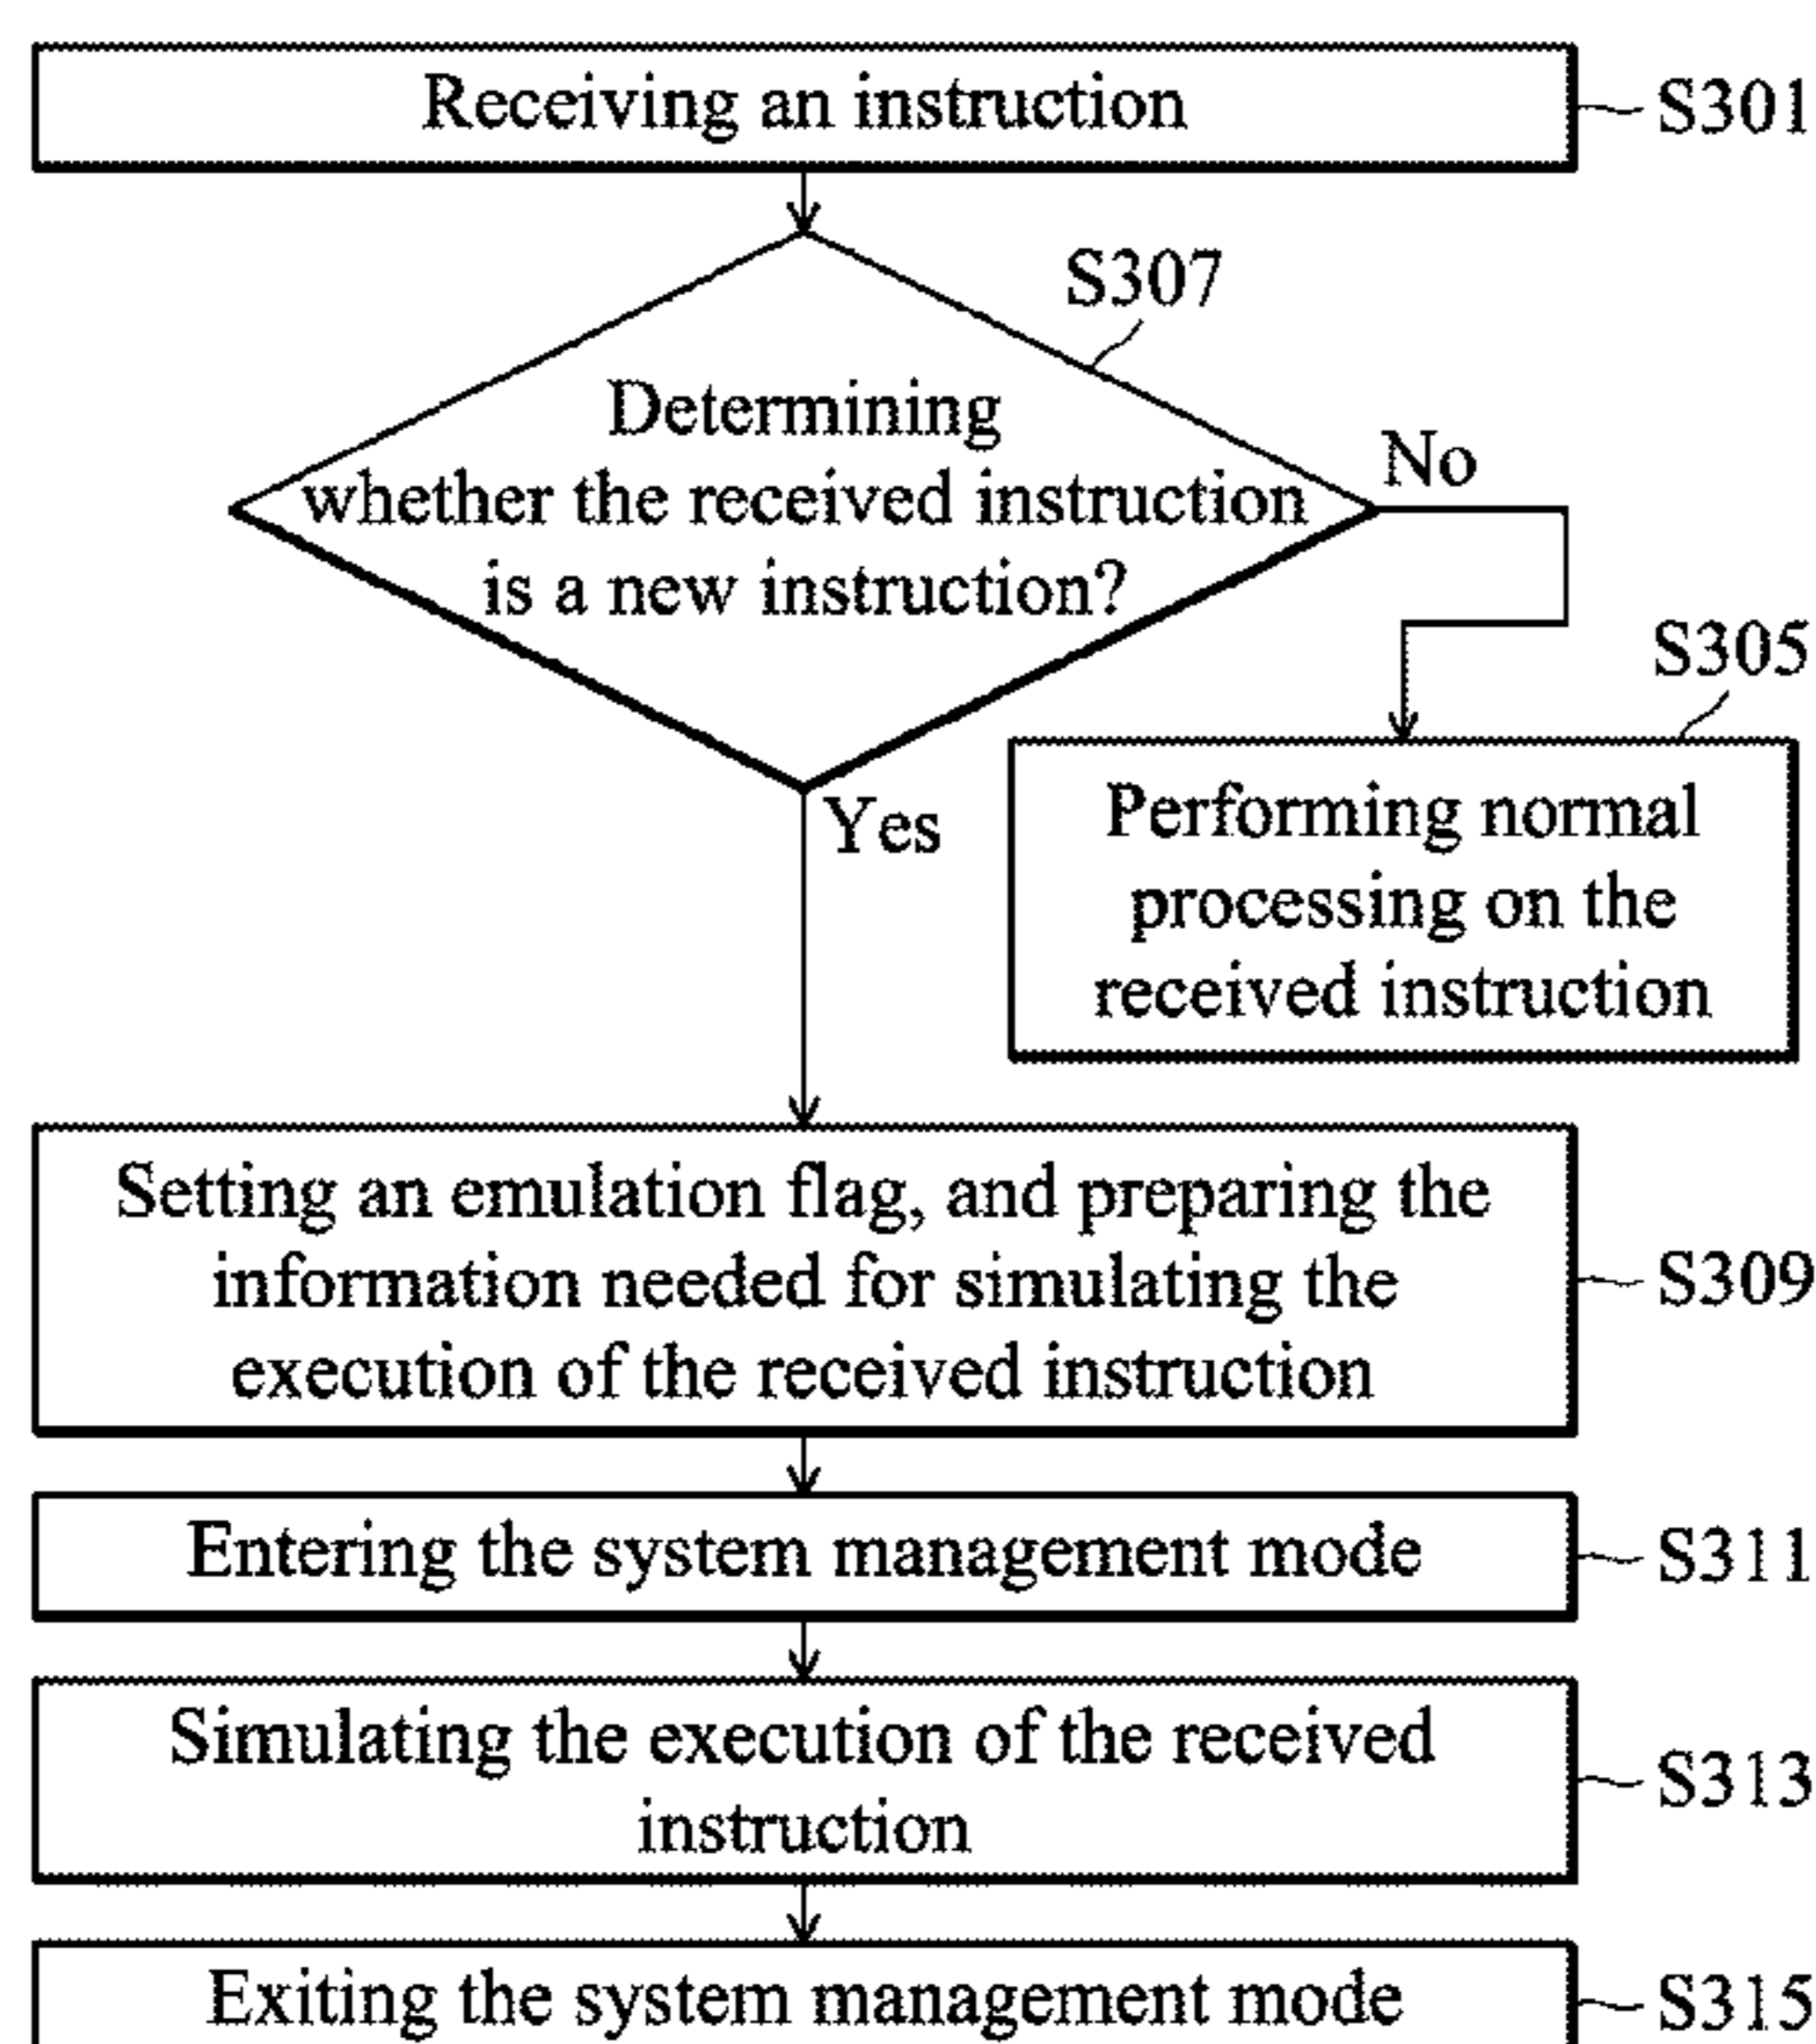 Receiving an instruction
S301
S307
Determining
whether the received instruction
is a new instruction?
No
Yes
S305
Performing normal
processing on the
received instruction
Setting an emulation flag, and preparing the
information needed for simulating the
execution of the received instruction
S309
Entering the system management mode
S311
Simulating the execution of the received
instruction
S313
Exiting the system management mode
S315